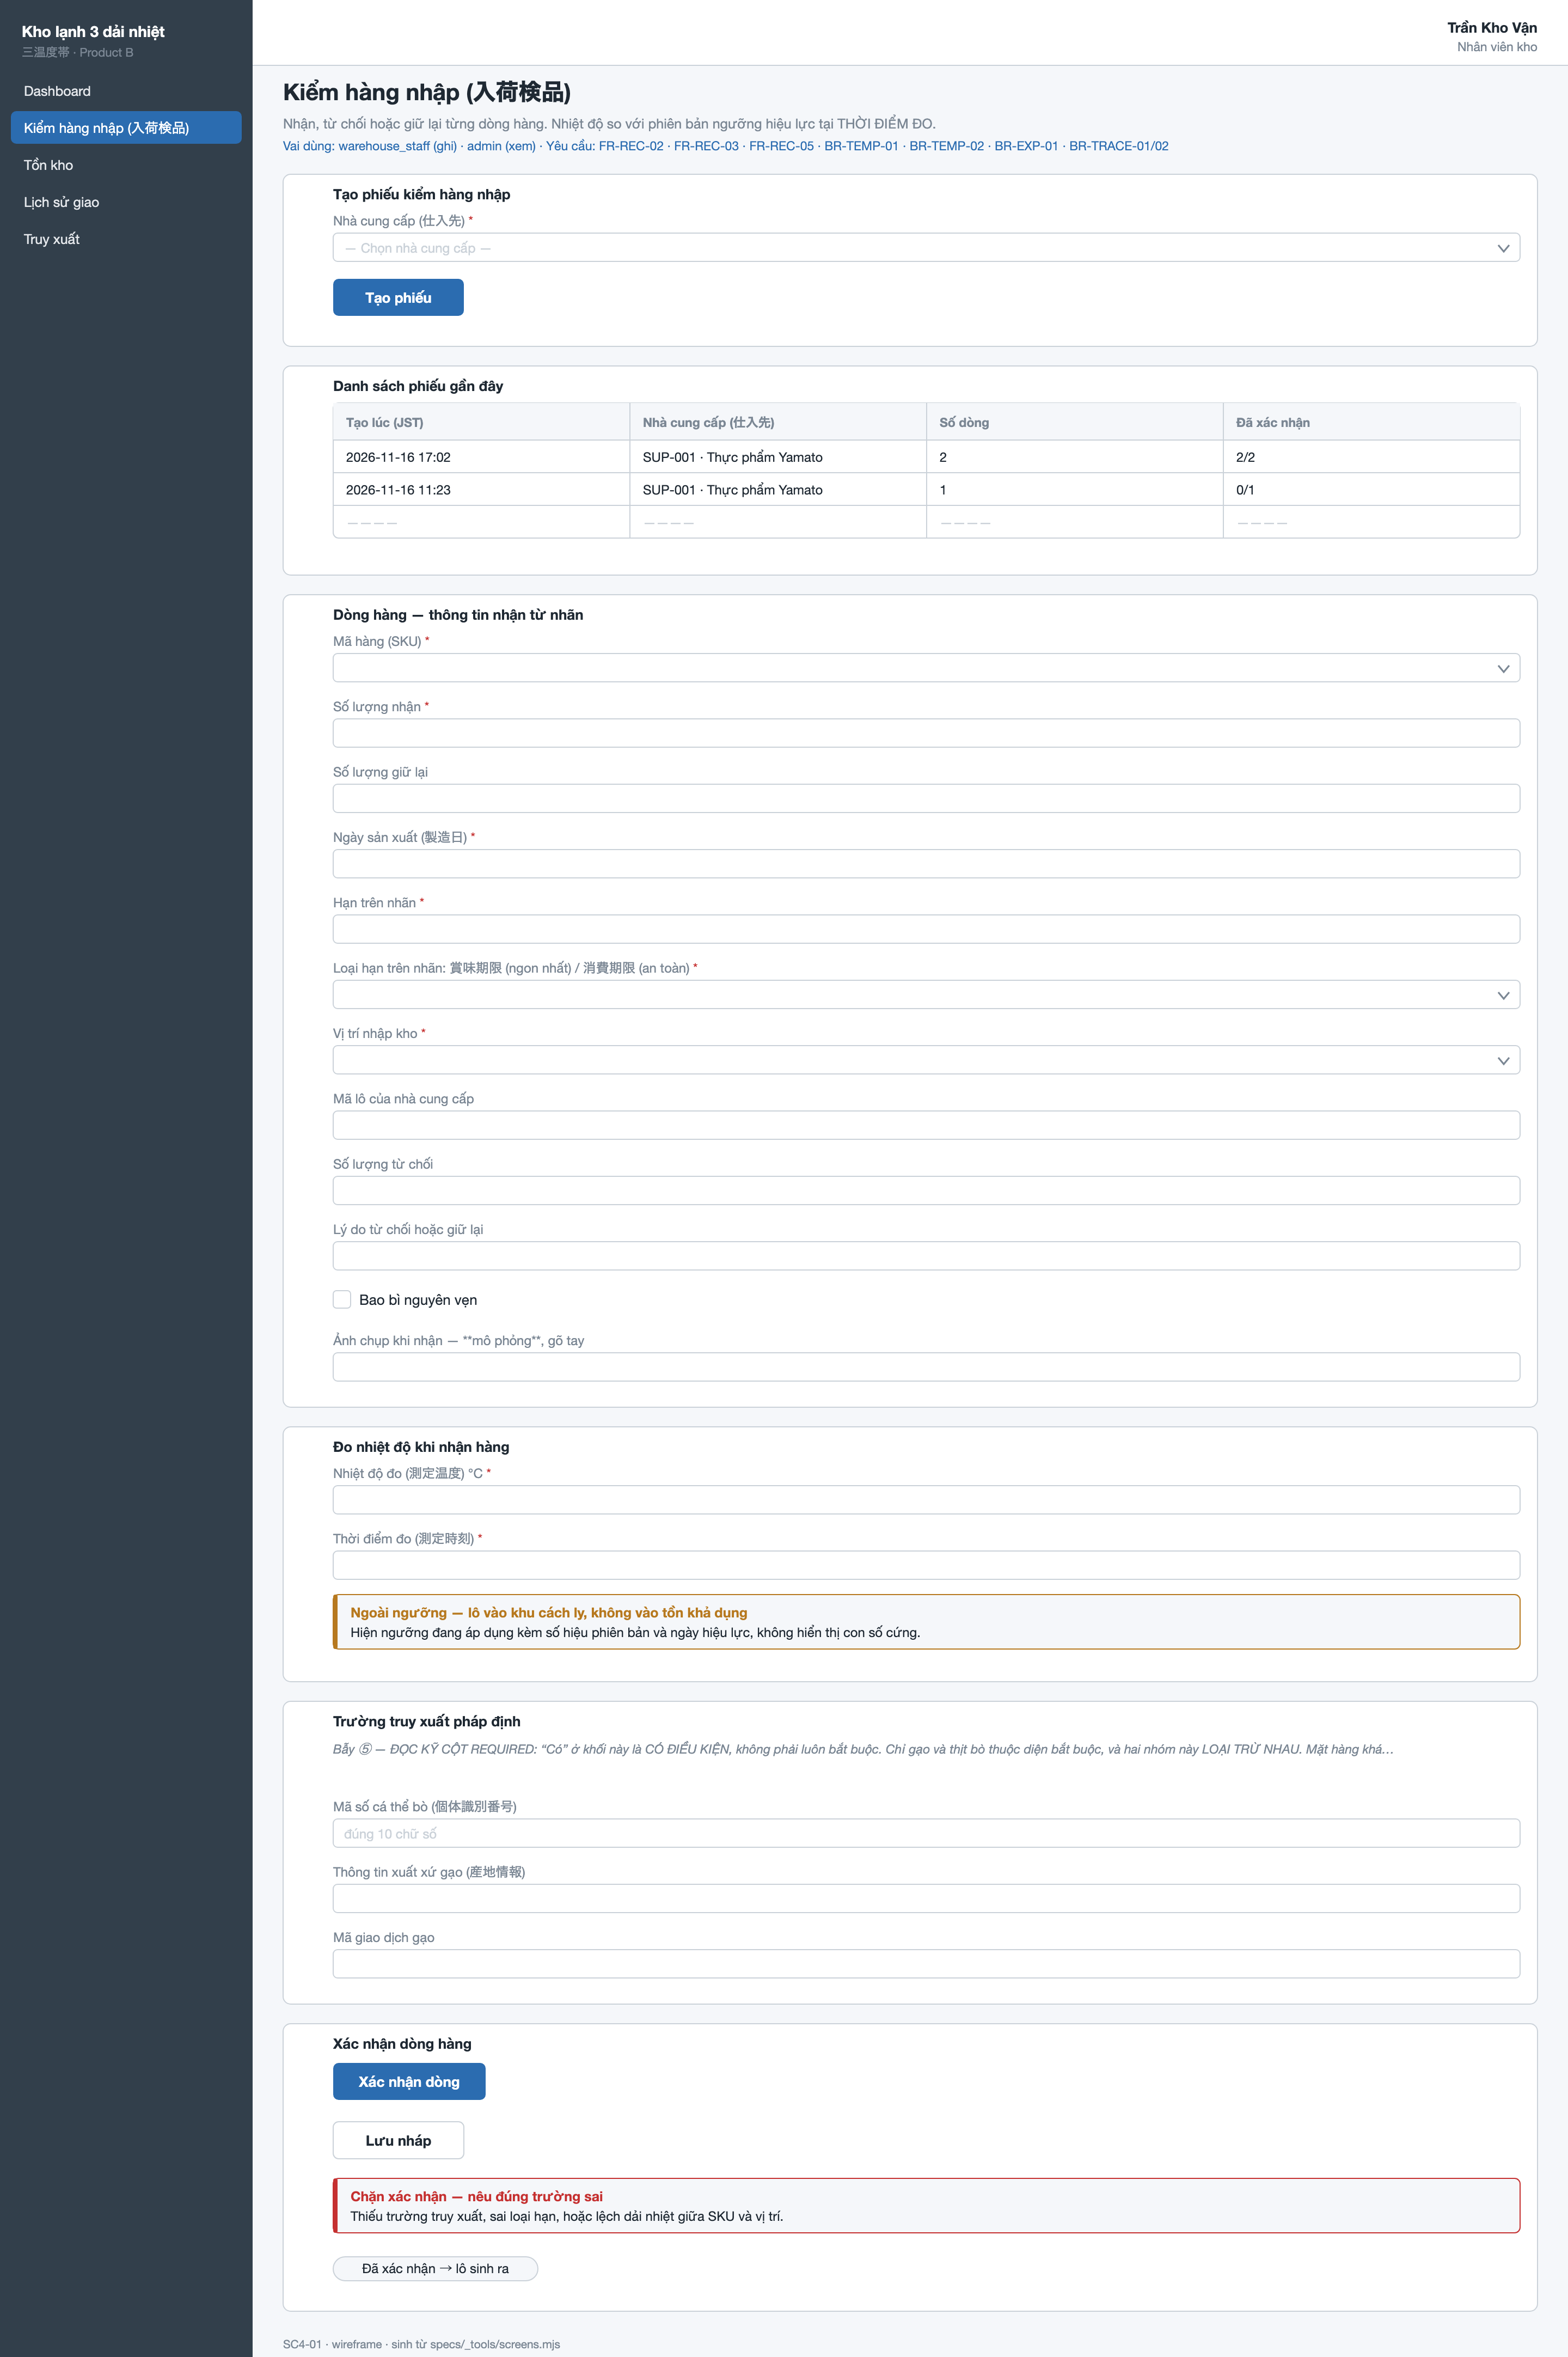 Kho lạnh 3 dải nhiệt
三温度帯 · Product B
Dashboard
Kiểm hàng nhập (入荷検品)
Tồn kho
Lịch sử giao
Truy xuất
Trần Kho Vận
Nhân viên kho
Kiểm hàng nhập (入荷検品)
Nhận, từ chối hoặc giữ lại từng dòng hàng. Nhiệt độ so với phiên bản ngưỡng hiệu lực tại THỜI ĐIỂM ĐO.
Vai dùng: warehouse_staff (ghi) · admin (xem) · Yêu cầu: FR-REC-02 · FR-REC-03 · FR-REC-05 · BR-TEMP-01 · BR-TEMP-02 · BR-EXP-01 · BR-TRACE-01/02
Tạo phiếu kiểm hàng nhập
Nhà cung cấp (仕入先) *
— Chọn nhà cung cấp —
Tạo phiếu
Danh sách phiếu gần đây
Tạo lúc (JST) Nhà cung cấp (仕入先) Số dòng Đã xác nhận
2026-11-16 17:02 SUP-001 · Thực phẩm Yamato 2 2/2
2026-11-16 11:23 SUP-001 · Thực phẩm Yamato 1 0/1
———— ———— ———— ————
Dòng hàng — thông tin nhận từ nhãn
Mã hàng (SKU) *
Số lượng nhận *
Số lượng giữ lại
Ngày sản xuất (製造日) *
Hạn trên nhãn *
Loại hạn trên nhãn: 賞味期限 (ngon nhất) / 消費期限 (an toàn) *
Vị trí nhập kho *
Mã lô của nhà cung cấp
Số lượng từ chối
Lý do từ chối hoặc giữ lại
Bao bì nguyên vẹn
Ảnh chụp khi nhận — **mô phỏng**, gõ tay
Đo nhiệt độ khi nhận hàng
Nhiệt độ đo (測定温度) °C *
Thời điểm đo (測定時刻) *
Ngoài ngưỡng — lô vào khu cách ly, không vào tồn khả dụng
Hiện ngưỡng đang áp dụng kèm số hiệu phiên bản và ngày hiệu lực, không hiển thị con số cứng.
Trường truy xuất pháp định
Bẫy ⑤ — ĐỌC KỸ CỘT REQUIRED: “Có” ở khối này là CÓ ĐIỀU KIỆN, không phải luôn bắt buộc. Chỉ gạo và thịt bò thuộc diện bắt buộc, và hai nhóm này LOẠI TRỪ NHAU. Mặt hàng khá…
Mã số cá thể bò (個体識別番号)
đúng 10 chữ số
Thông tin xuất xứ gạo (産地情報)
Mã giao dịch gạo
Xác nhận dòng hàng
Xác nhận dòng
Lưu nháp
Chặn xác nhận — nêu đúng trường sai
Thiếu trường truy xuất, sai loại hạn, hoặc lệch dải nhiệt giữa SKU và vị trí.
Đã xác nhận → lô sinh ra
SC4-01 · wireframe · sinh từ specs/_tools/screens.mjs